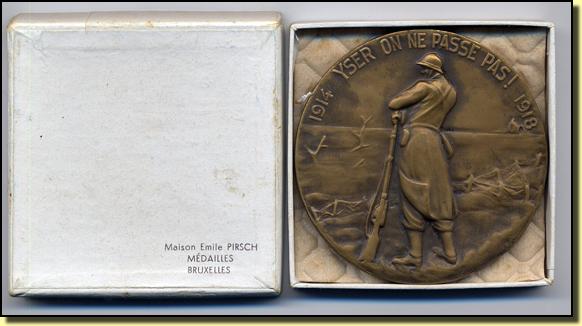 Maison Emile PIRSCH
MÉDAILLES
BRUXELLES
1914 YSER ON NE PASSE PAS! 1918